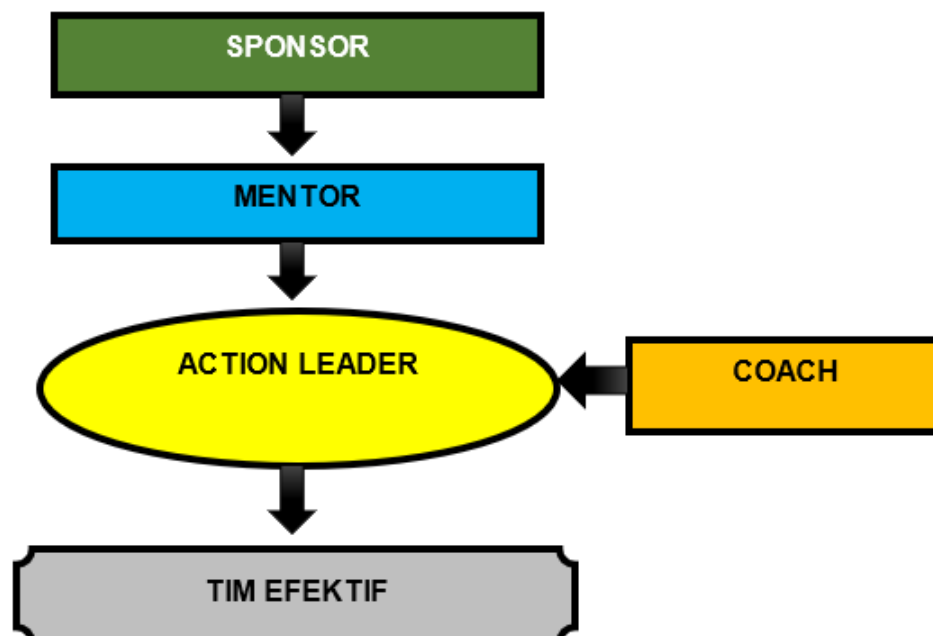 SPONSOR
MENTOR
ACTION LEADER
COACH
TIM EFEKTIF